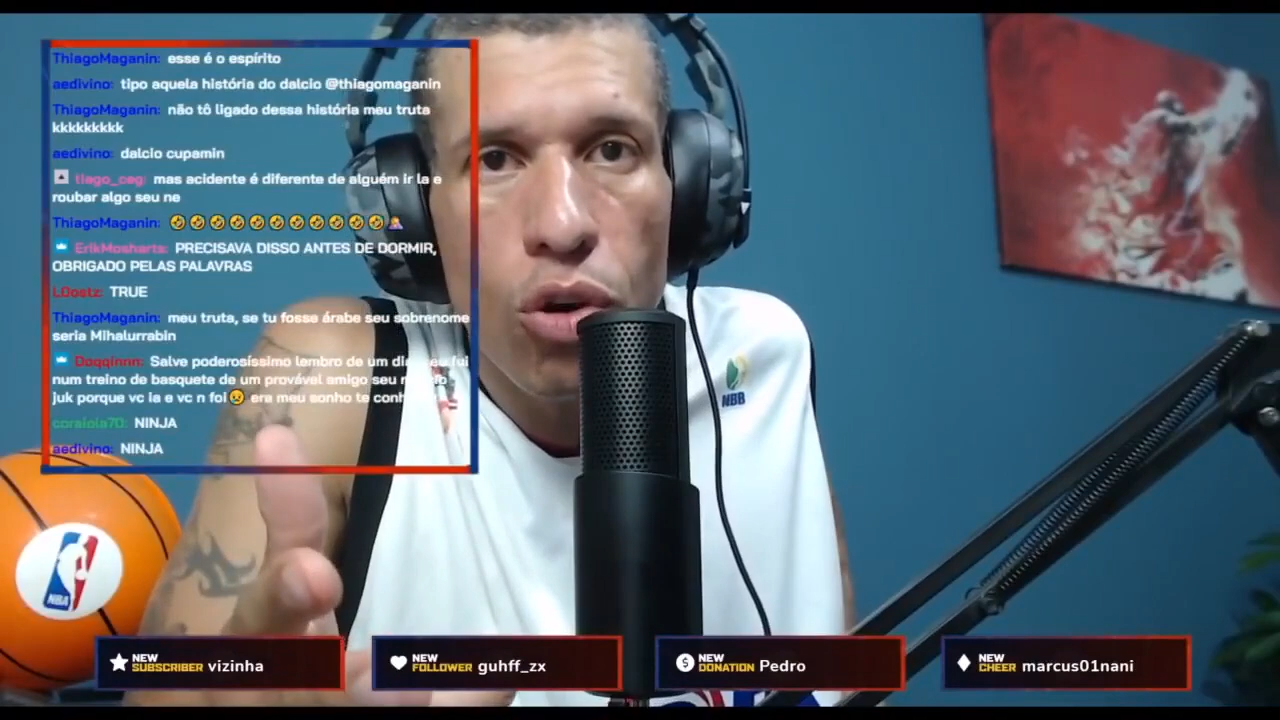 ThiagoMaganin: esse é o espírito
aedivino: tipo aquela história do dalcio @thiagomaganin
ThiagoMaganin: não tô ligado dessa história meu truta
kkkkkkkkk
aedivino: dalcio cupamin
tiago_ceg: mas acidente é diferente de alguém ir la e
roubar algo seu ne
ThiagoMaganin: 🤣🤣🤣🤣🤣🤣🤣🤣🤣🤣🤣🤦
ErikMosharts: PRECISAVA DISSO ANTES DE DORMIR,
OBRIGADO PELAS PALAVRAS
L0ostz: TRUE
ThiagoMaganin: meu truta, se tu fosse árabe seu sobrenome
seria Mihalurrabin
Doqqinnn: Salve poderosíssimo lembro de um dia eu fui
num treino de basquete de um provável amigo seu
juk porque vc ia e vc n foi😥 era meu sonho te
coraiola70: NINJA
aedivino: NINJA
NBB
NBA
NEW SUBSCRIBER vizinha
NEW FOLLOWER guhff_zx
NEW DONATION Pedro
NEW CHEER marcus01nani